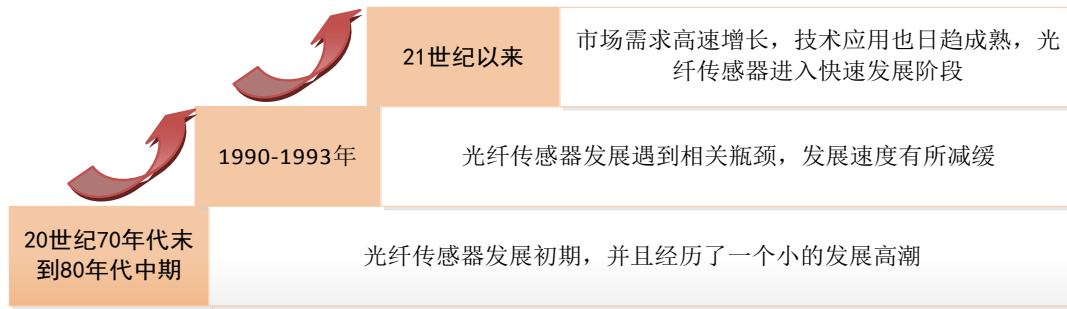 21世纪以来
市场需求高速增长，技术应用也日趋成熟，光
纤传感器进入快速发展阶段
1990-1993年
光纤传感器发展遇到相关瓶颈，发展速度有所减缓
20世纪70年代末
到80年代中期
光纤传感器发展初期，并且经历了一个小的发展高潮